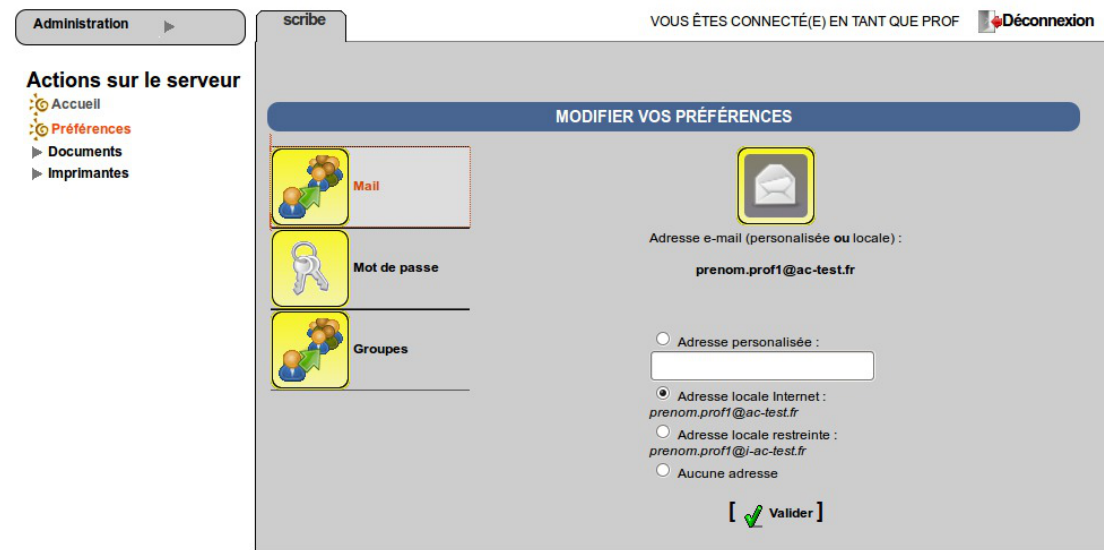 Administration
scribe
VOUS ÊTES CONNECTÉ(E) EN TANT QUE PROF
Déconnexion
Actions sur le serveur
Accueil
Préférences
Documents
Imprimantes
MODIFIER VOS PRÉFÉRENCES
Mail
Mot de passe
Groupes
Adresse e-mail (personalisée ou locale) :
prenom.prof1@ac-test.fr
Adresse personalisée :
Adresse locale Internet :
prenom.prof1@ac-test.fr
Adresse locale restreinte :
prenom.prof1@i-ac-test.fr
Aucune adresse
[ Valider ]